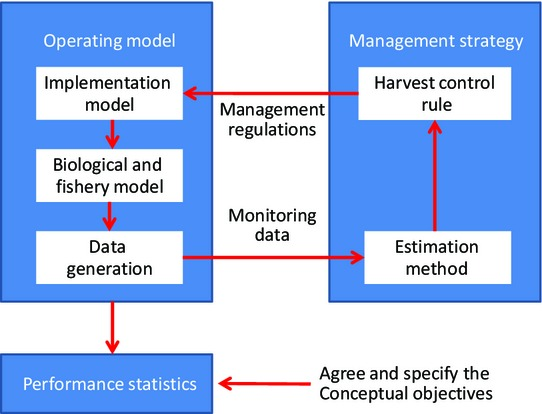 Operating model
Implementation
model
Biological and
fishery model
Data
generation
Management
regulations
Monitoring
data
Management strategy
Harvest control
rule
Estimation
method
Performance statistics
Agree and specify the
Conceptual objectives